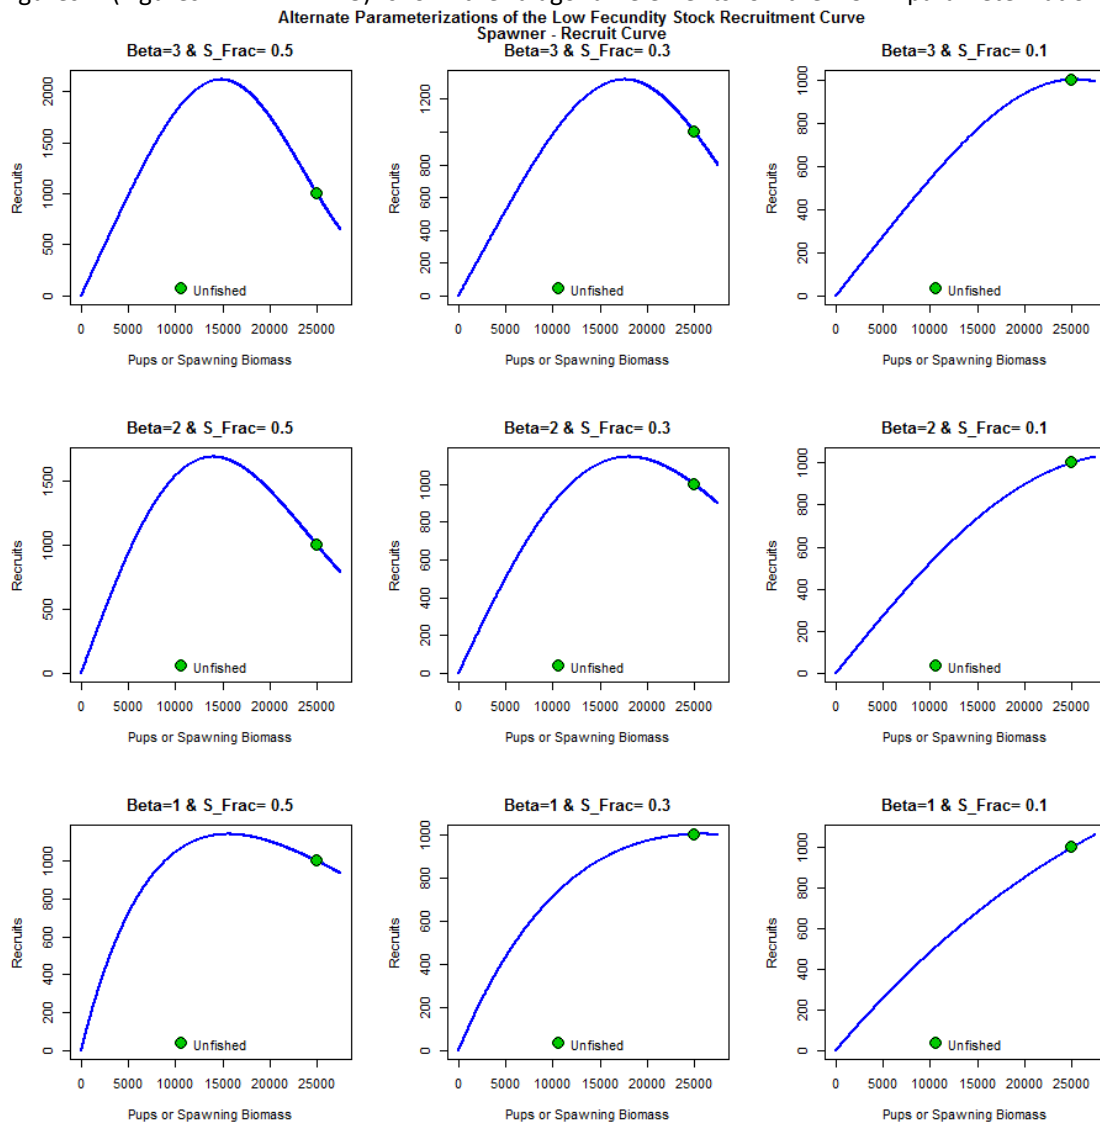 Alternate Parameterizations of the Low Fecundity Stock Recruitment Curve
Spawner - Recruit Curve
Beta=3 & S_Frac= 0.5
Recruits
2000
1500
1000
500
0
Unfished
0 5000 10000 15000 20000 25000
Pups or Spawning Biomass
Beta=3 & S_Frac= 0.3
Recruits
1200
1000
800
600
400
200
0
Unfished
0 5000 10000 15000 20000 25000
Pups or Spawning Biomass
Beta=3 & S_Frac= 0.1
Recruits
1000
800
600
400
200
0
Unfished
0 5000 10000 15000 20000 25000
Pups or Spawning Biomass
Beta=2 & S_Frac= 0.5
Recruits
1500
1000
500
0
Unfished
0 5000 10000 15000 20000 25000
Pups or Spawning Biomass
Beta=2 & S_Frac= 0.3
Recruits
1000
800
600
400
200
0
Unfished
0 5000 10000 15000 20000 25000
Pups or Spawning Biomass
Beta=2 & S_Frac= 0.1
Recruits
1000
800
600
400
200
0
Unfished
0 5000 10000 15000 20000 25000
Pups or Spawning Biomass
Beta=1 & S_Frac= 0.5
Recruits
1000
800
600
400
200
0
Unfished
0 5000 10000 15000 20000 25000
Pups or Spawning Biomass
Beta=1 & S_Frac= 0.3
Recruits
1000
800
600
400
200
0
Unfished
0 5000 10000 15000 20000 25000
Pups or Spawning Biomass
Beta=1 & S_Frac= 0.1
Recruits
1000
800
600
400
200
0
Unfished
0 5000 10000 15000 20000 25000
Pups or Spawning Biomass